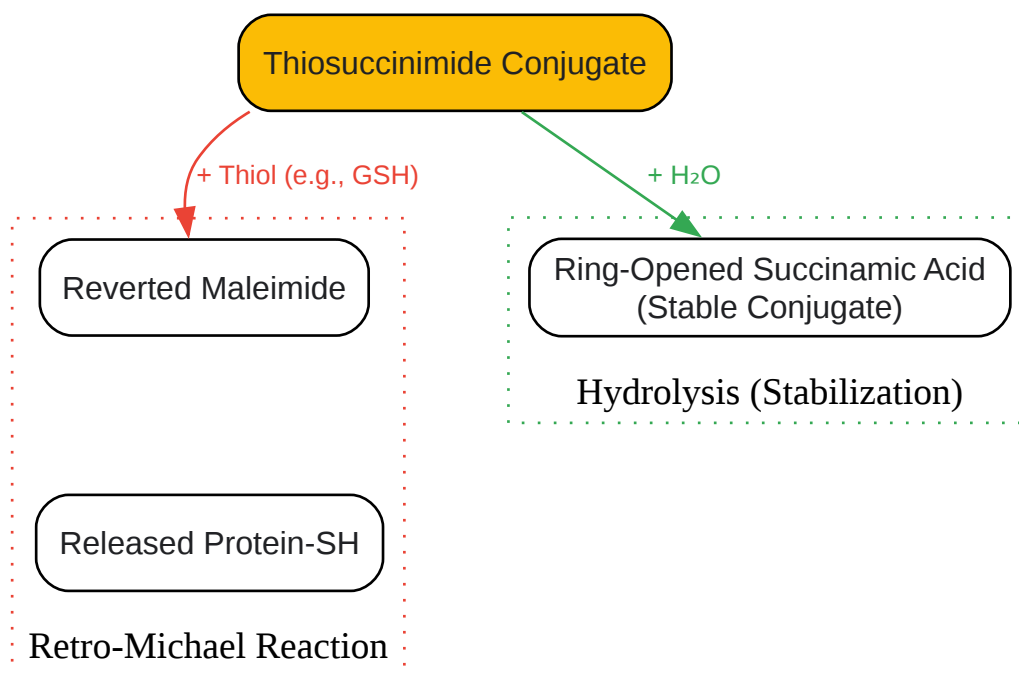 Thiosuccinimide Conjugate
+ Thiol (e.g., GSH)
+ H₂O
Reverted Maleimide
Ring-Opened Succinamic Acid
(Stable Conjugate)
Hydrolysis (Stabilization)
Released Protein-SH
Retro-Michael Reaction